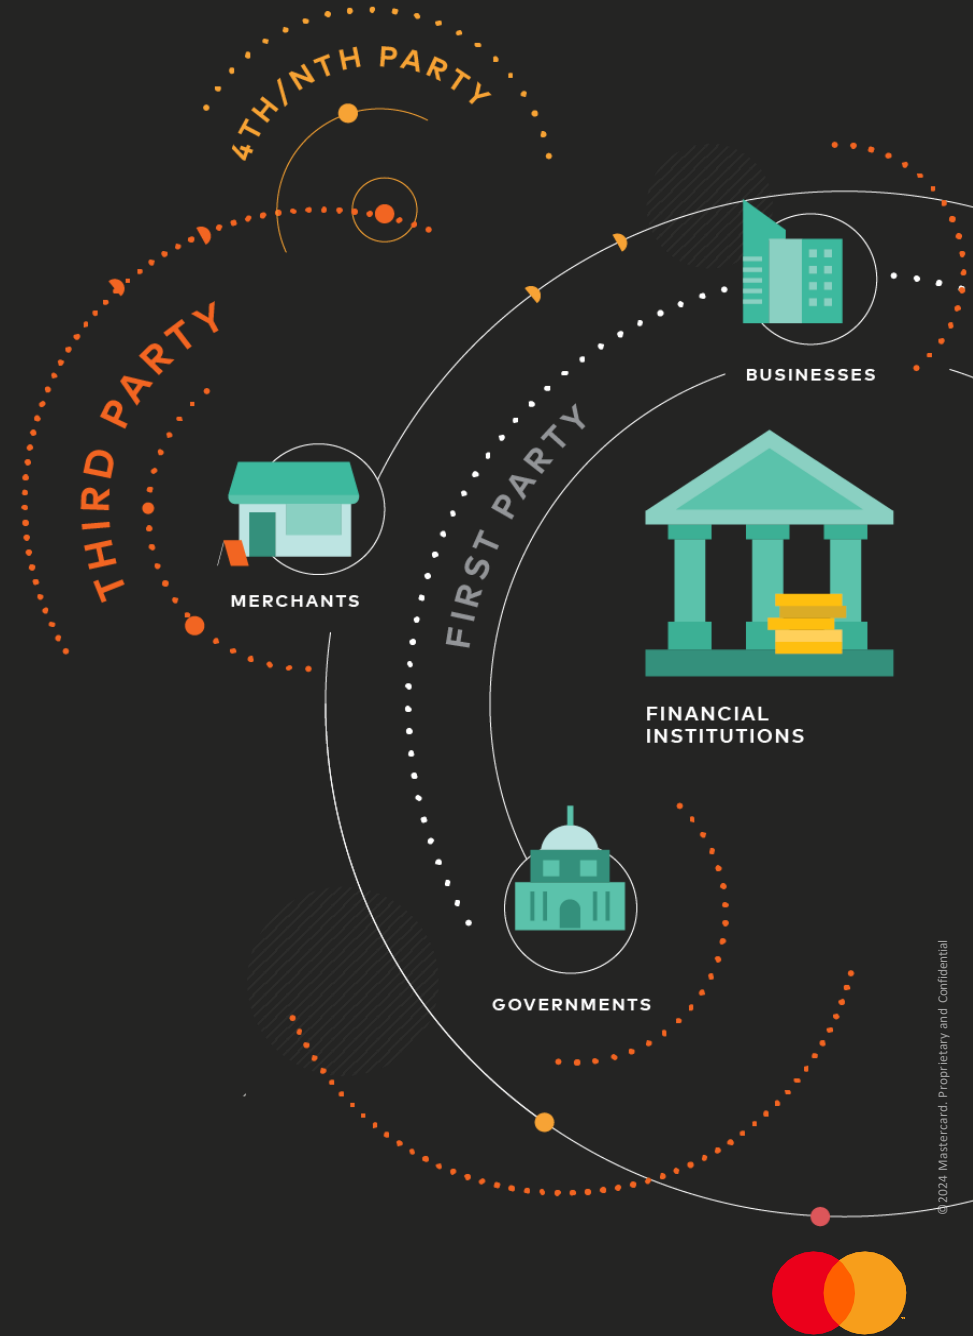 4TH/NTH PARTY
THIRD PARTY
BUSINESSES
FIRST PARTY
MERCHANTS
FINANCIAL
INSTITUTIONS
GOVERNMENTS
©2024 Mastercard. Proprietary and Confidential